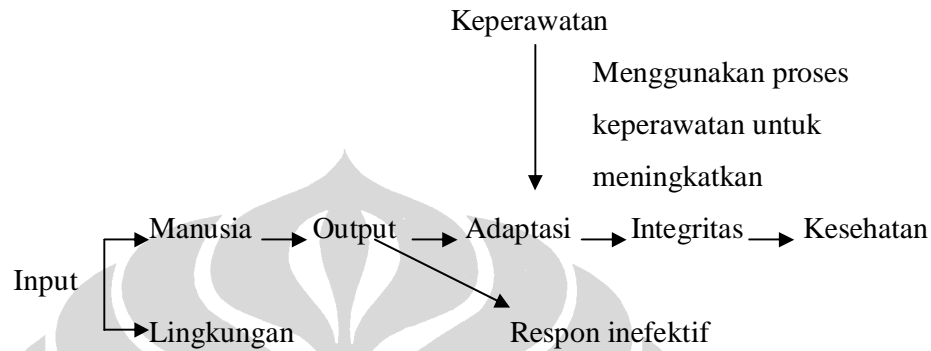 Keperawatan
Menggunakan proses
keperawatan untuk
meningkatkan
Manusia Output Adaptasi Integritas Kesehatan
Input
Lingkungan Respon inefektif